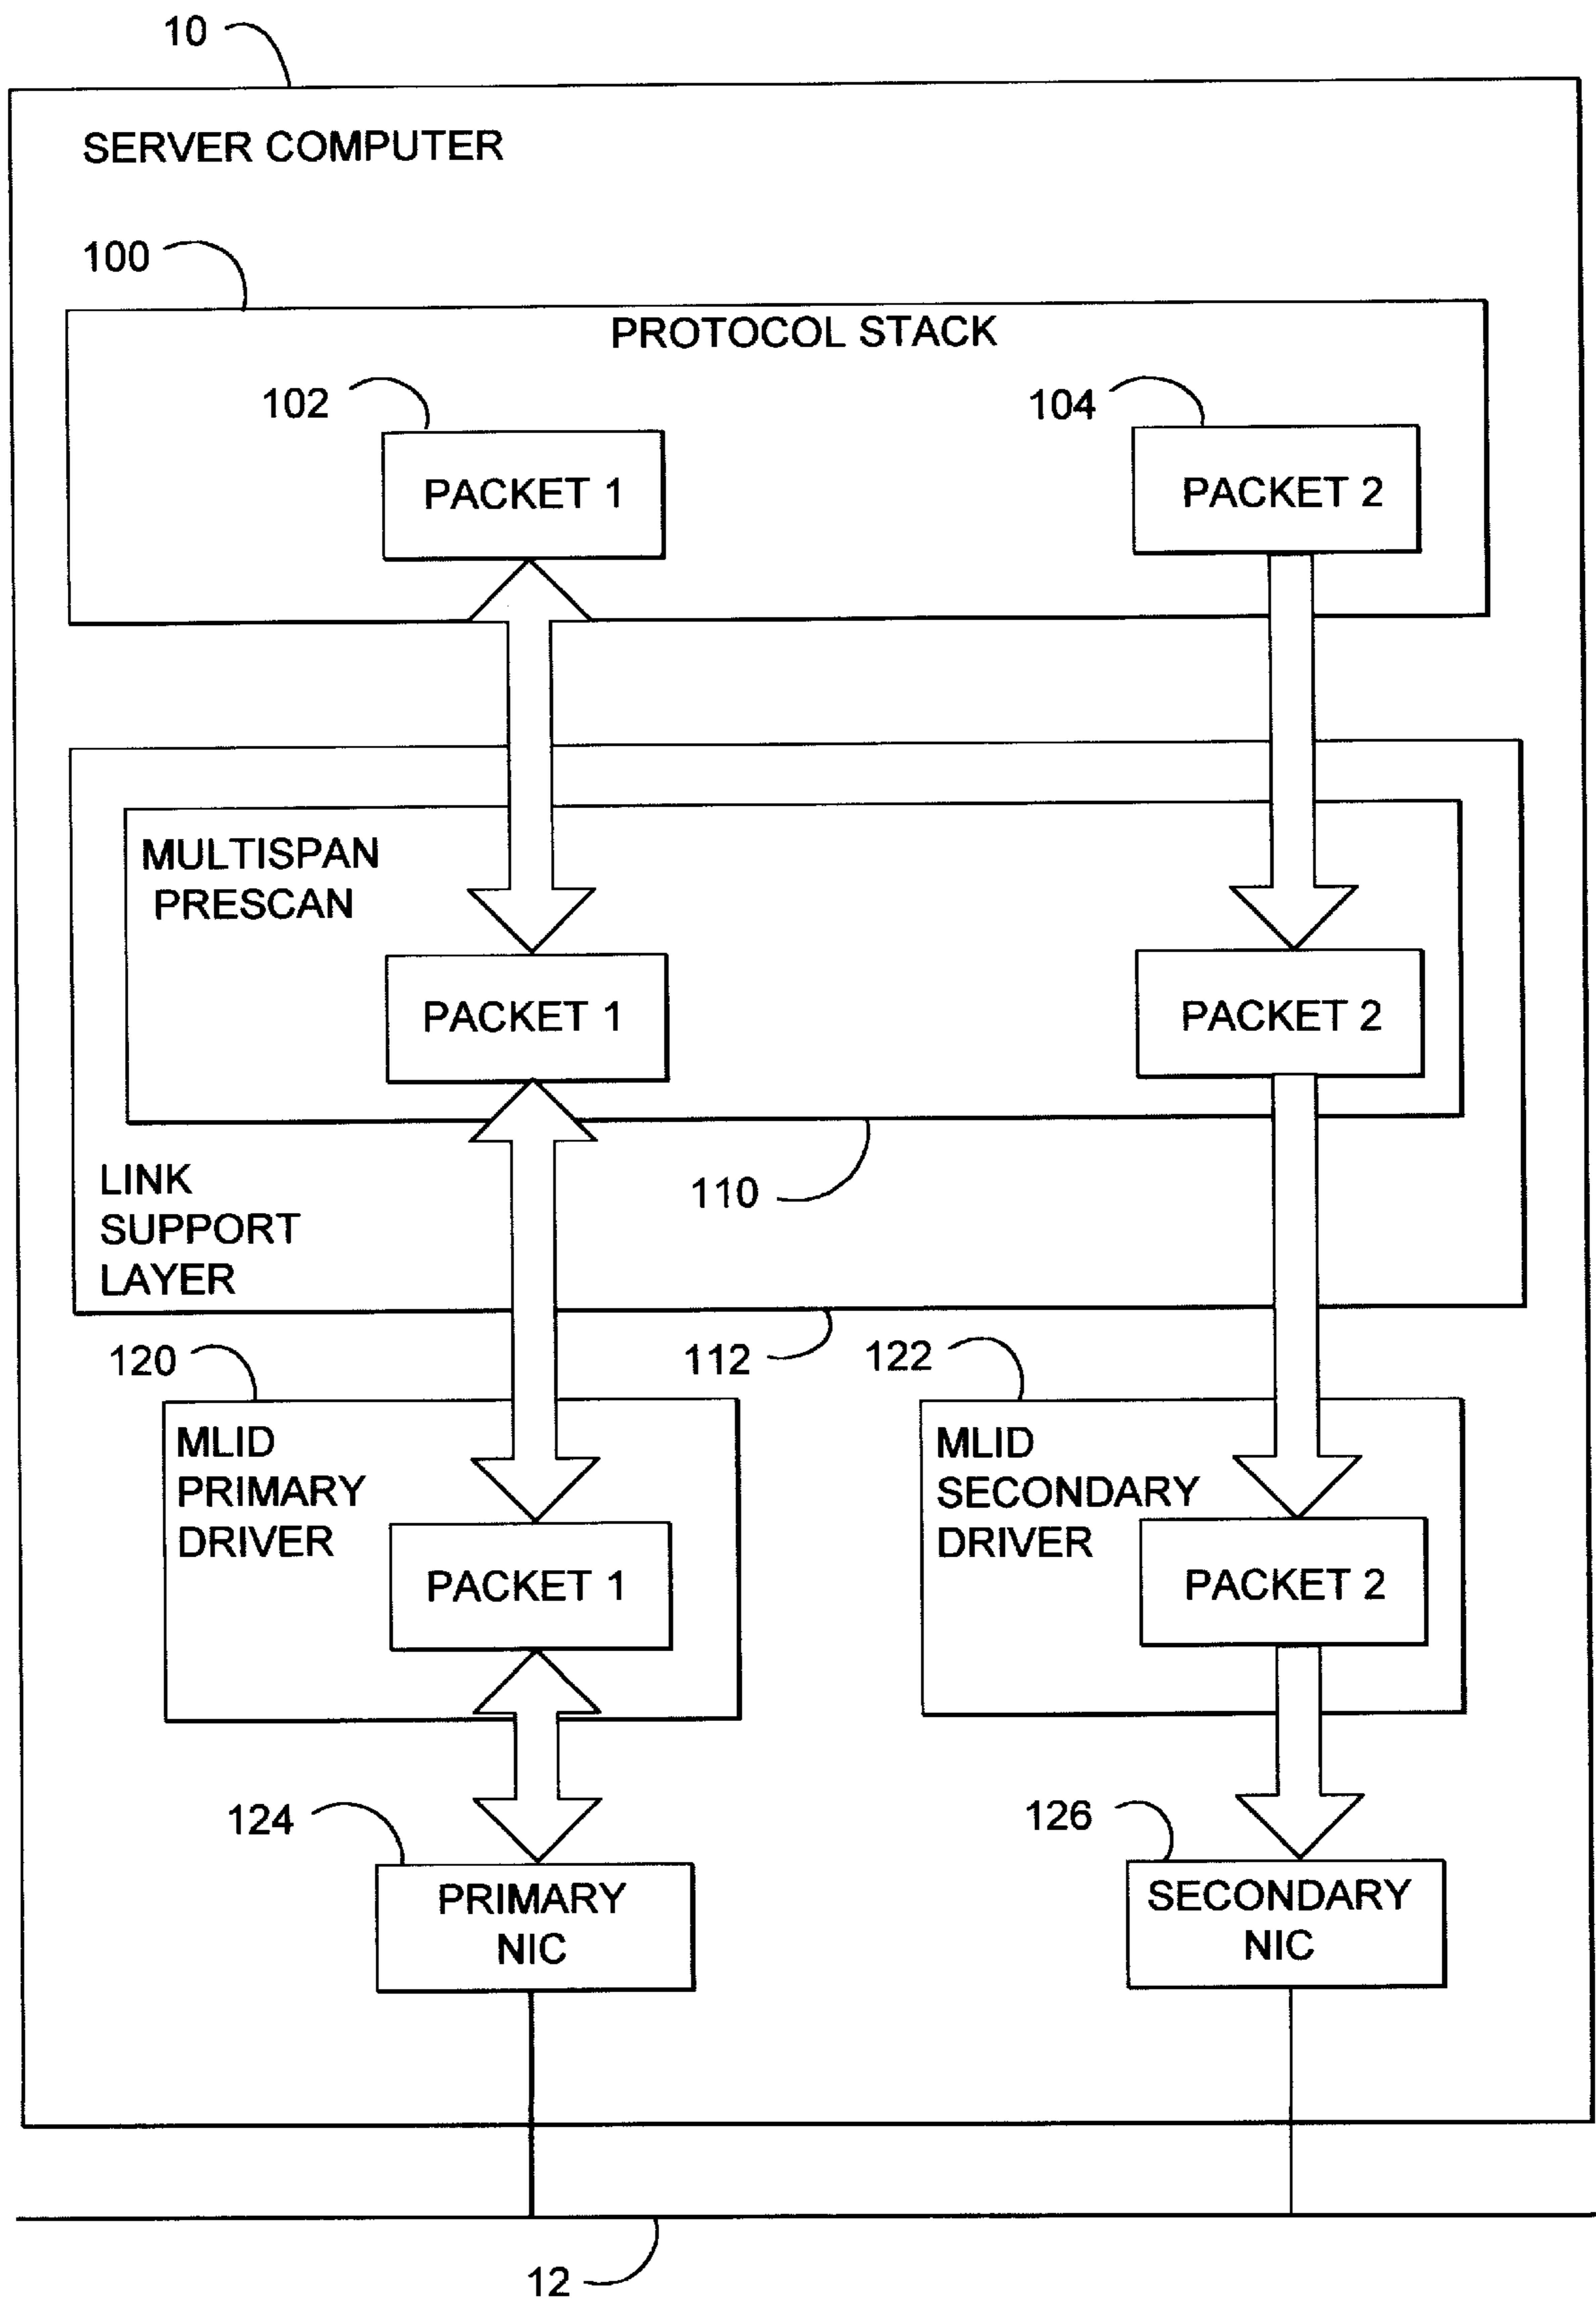 10
SERVER COMPUTER
100
PROTOCOL STACK
102
104
PACKET 1
PACKET 2
MULTISPAN
PRESCAN
PACKET 1
PACKET 2
LINK
SUPPORT
LAYER
110
112
120
122
MLID
PRIMARY
DRIVER
PACKET 1
MLID
SECONDARY
DRIVER
PACKET 2
124
126
PRIMARY
NIC
SECONDARY
NIC
12